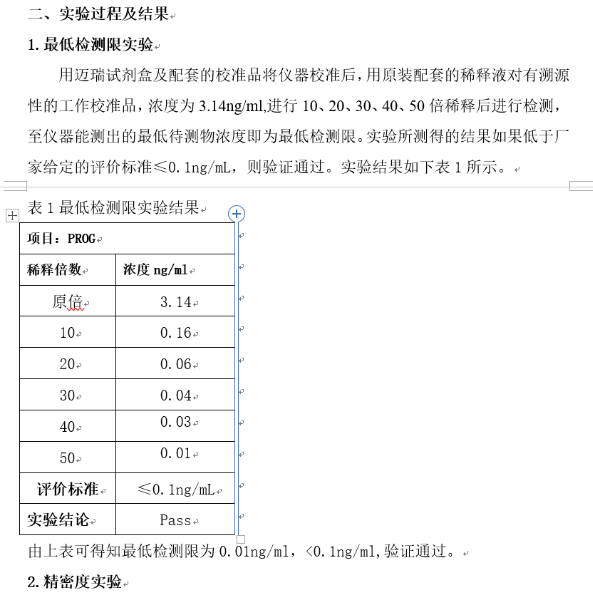 二、实验过程及结果
1.最低检测限实验
用迈瑞试剂盒及配套的校准品将仪器校准后，用原装配套的稀释液对有溯源
性的工作校准品，浓度为 3.14ng/ml,进行 10、20、30、40、50 倍稀释后进行检测，
至仪器能测出的最低待测物浓度即为最低检测限。实验所测得的结果如果低于厂
家给定的评价标准≤0.1ng/mL，则验证通过。实验结果如下表 1 所示。
表 1 最低检测限实验结果
项目：PROG
稀释倍数 浓度 ng/ml
原倍 3.14
10 0.16
20 0.06
30 0.04
40 0.03
50 0.01
评价标准 ≤0.1ng/mL
实验结论 Pass
由上表可得知最低检测限为 0.01ng/ml，<0.1ng/ml,验证通过。
2.精密度实验